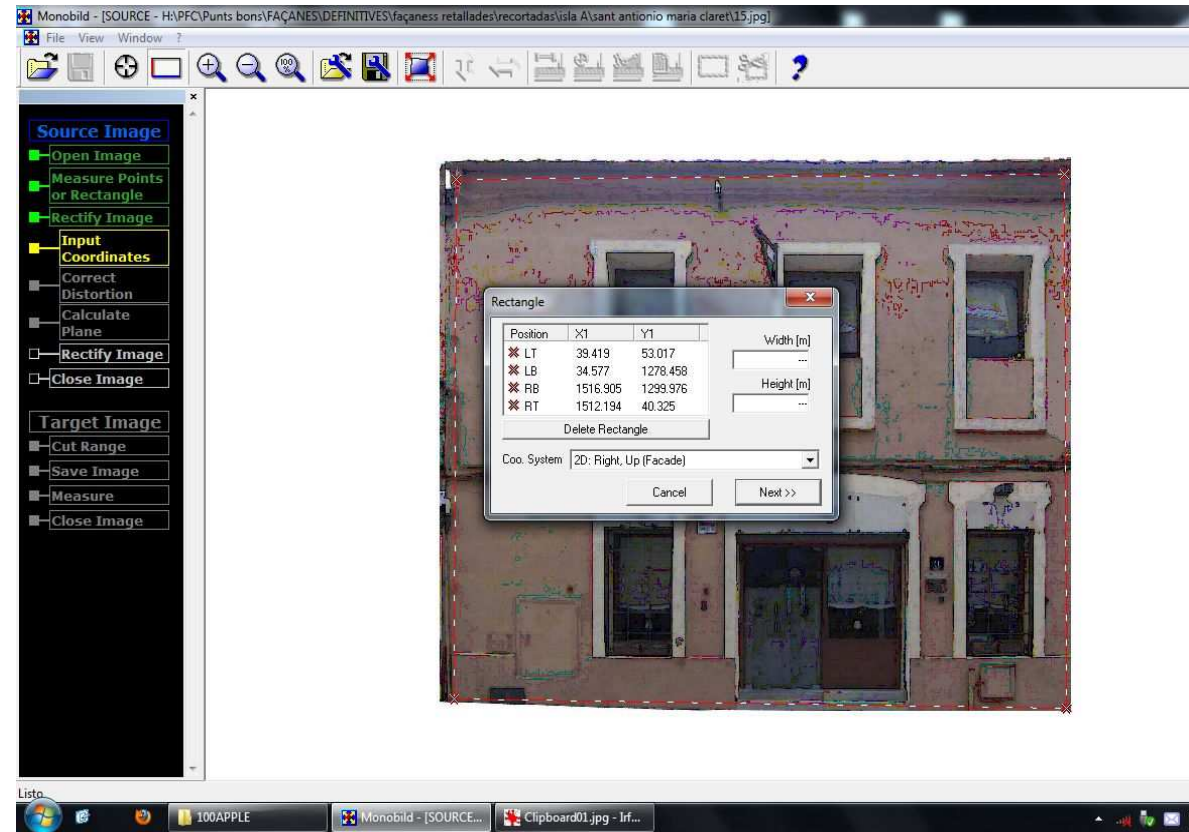 Monobild - [SOURCE - H:\PFC\Punts bons\FAÇANES\DEFINITIVES\façaness retallades\recortadas\isla A\sant antionio maria claret\15.jpg]
File View Window ?
100%
Source Image
Open Image
Measure Points
or Rectangle
Rectify Image
Input
Coordinates
Correct
Distortion
Calculate
Plane
Rectify Image
Close Image
Target Image
Cut Range
Save Image
Measure
Close Image
Rectangle
Position X1 Y1
LT 39.419 53.017
LB 34.577 1278.458
RB 1516.905 1299.976
RT 1512.194 40.325
Width [m]
---
Height [m]
---
Delete Rectangle
Coo. System 2D: Right, Up (Facade)
Cancel Next >>
Listo
100APPLE Monobild - [SOURCE... Clipboard01.jpg - Irf...